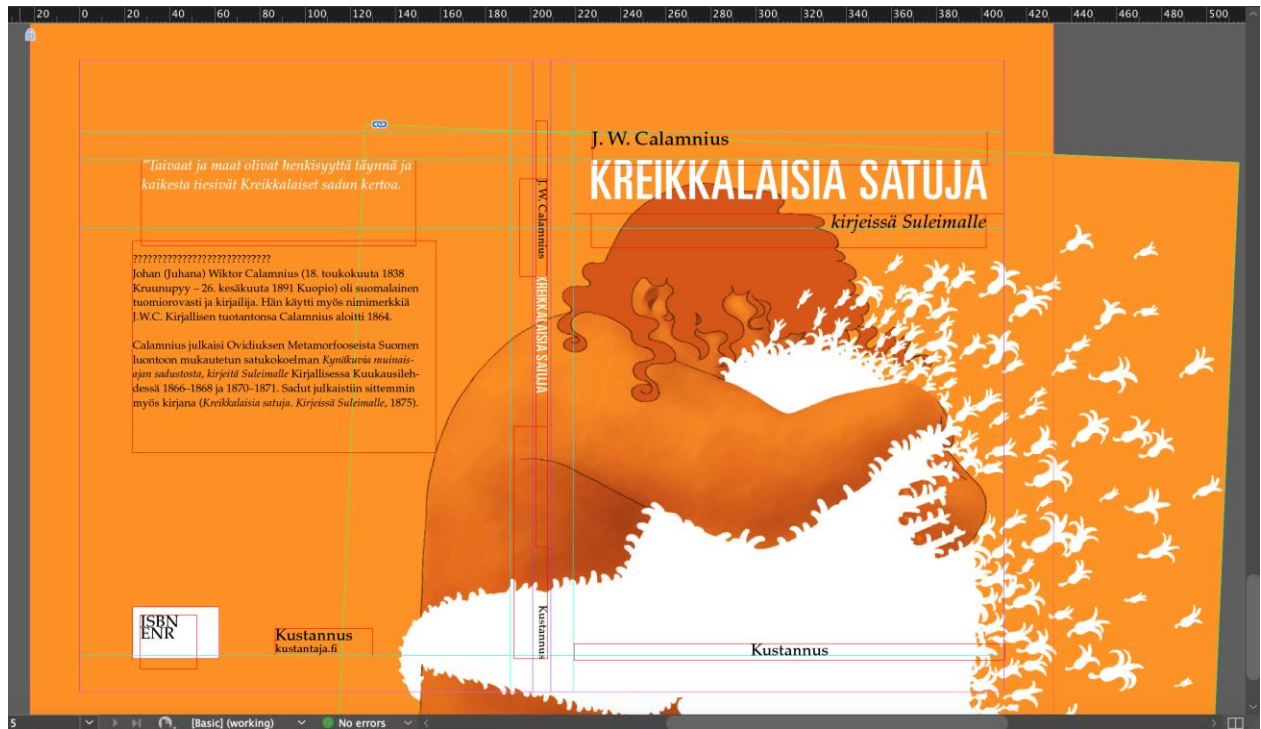 20 0 20 40 60 80 100 120 140 160 180 200 220 240 260 280 300 320 340 360 380 400 420 440 460 480 500
"Taivaat ja maat olivat henkisyyttä täynnä ja
kaikesta tiesivät Kreikkalaiset sadun kertoa.
?????????????????????????????
Johan (Juhana) Wiktor Calamnius (18. toukokuuta 1838
Kruunupyy – 26. kesäkuuta 1891 Kuopio) oli suomalainen
tuomiorovasti ja kirjailija. Hän käytti myös nimimerkkiä
J.W.C. Kirjallisen tuotantonsa Calamnius aloitti 1864.
Calamnius julkaisi Ovidiuksen Metamorfooseista Suomen
luontoon mukautetun satukokoelman Kynäkuvia muinais-
ajan sadustosta, kirjeitä Suleimalle Kirjallisessa Kuukausileh-
dessä 1866–1868 ja 1870–1871. Sadut julkaistiin sittemmin
myös kirjana (Kreikkalaisia satuja. Kirjeissä Suleimalle, 1875).
ISBN
ENR
Kustannus
kustantaja.fi
J. W. Calamnius
KREIKKALAISIA SATUJA
Kustannus
J. W. Calamnius
KREIKKALAISIA SATUJA
kirjeissä Suleimalle
Kustannus
5 [Basic] (working) No errors